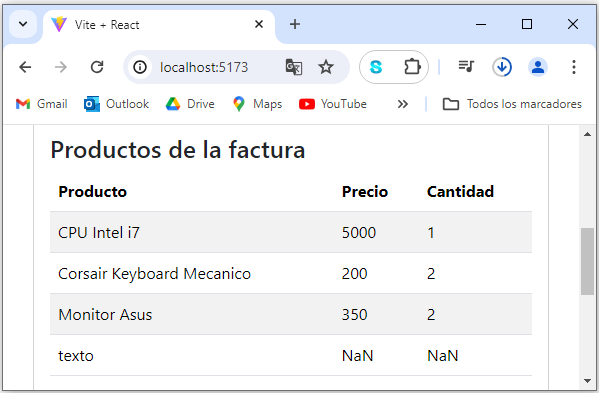 Vite + React
localhost:5173
Gmail Outlook Drive Maps YouTube » Todos los marcadores
Productos de la factura
Producto Precio Cantidad
CPU Intel i7 5000 1
Corsair Keyboard Mecanico 200 2
Monitor Asus 350 2
texto NaN NaN